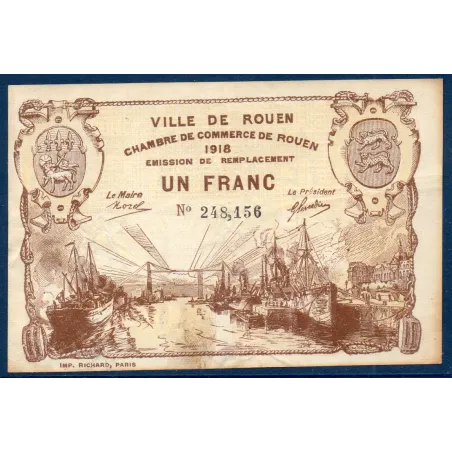 VILLE DE ROUEN
CHAMBRE DE COMMERCE DE ROUEN
1918
EMISSION DE REMPLACEMENT
UN FRANC
Le Maire
Le Président
No 248,156
IMP. RICHARD, PARIS